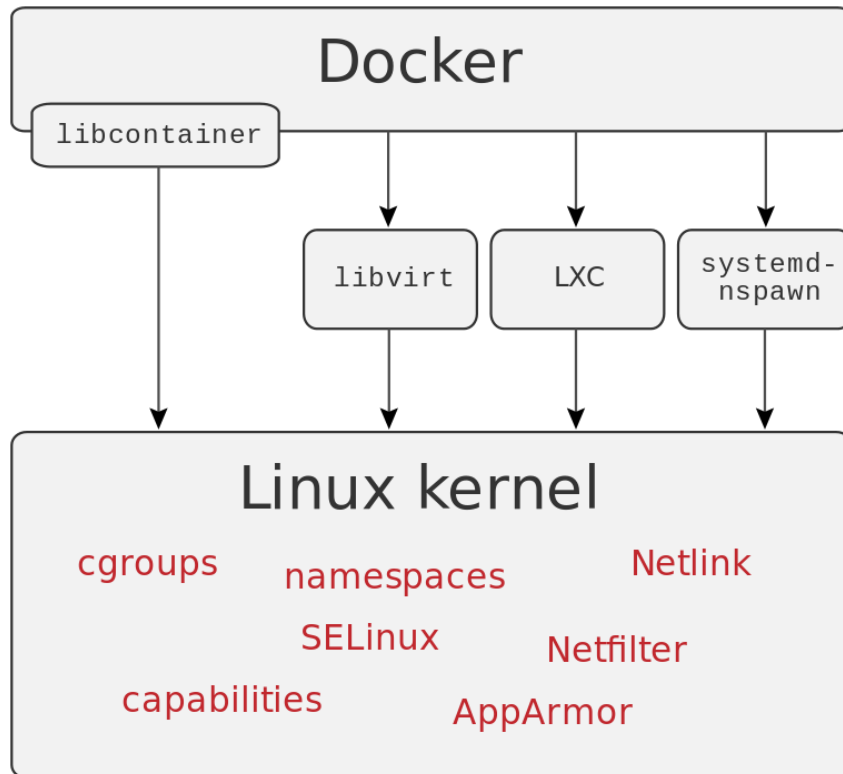 Docker
libcontainer
libvirt
LXC
systemd-
nspawn
Linux kernel
cgroups
namespaces
Netlink
SELinux
Netfilter
capabilities
AppArmor